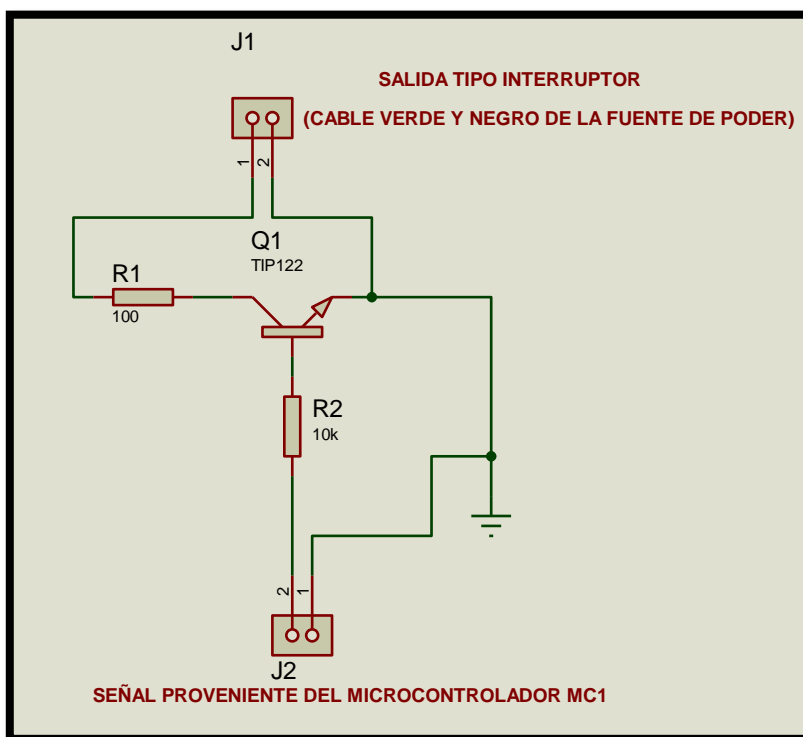 J1
SALIDA TIPO INTERRUPTOR
(CABLE VERDE Y NEGRO DE LA FUENTE DE PODER)
1
2
Q1
TIP122
R1
100
R2
10k
2
1
J2
SEÑAL PROVENIENTE DEL MICROCONTROLADOR MC1